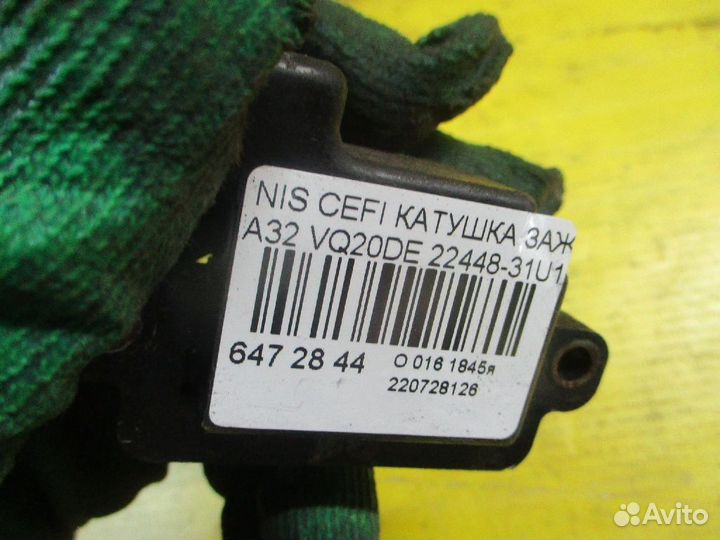 NIS CEFI КАТУШКА ЗАЖ
A32 VQ20DE 22448-31U1
647 28 44
O 016 1845я
220728126
Avito